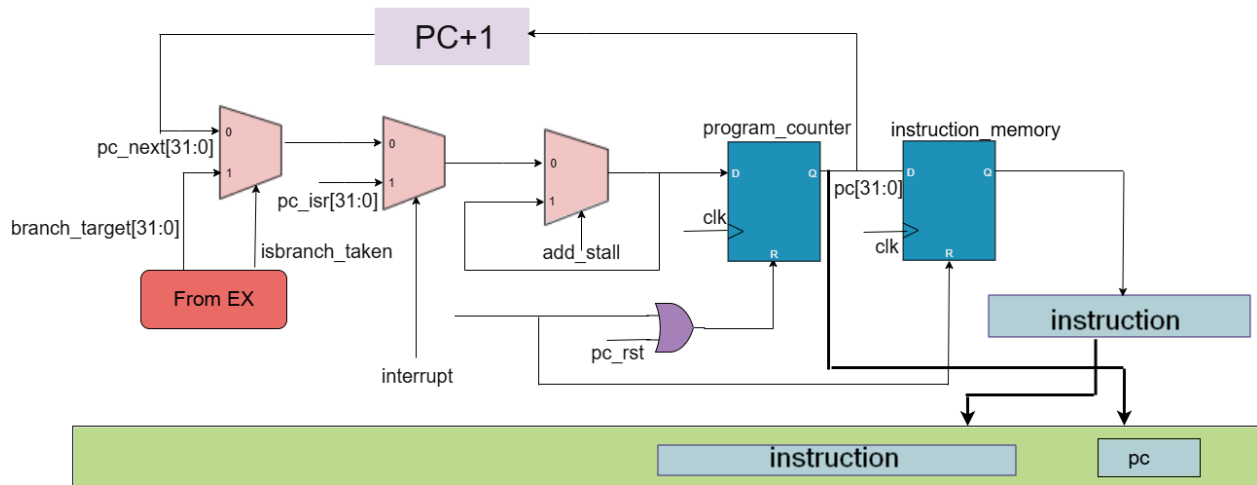 PC+1
program_counter
instruction_memory
0
pc_next[31:0]
1
0
1
pc_isr[31:0]
0
1
D
Q
clk
R
pc[31:0]
D
Q
clk
R
branch_target[31:0]
isbranch_taken
add_stall
From EX
pc_rst
instruction
interrupt
instruction
pc